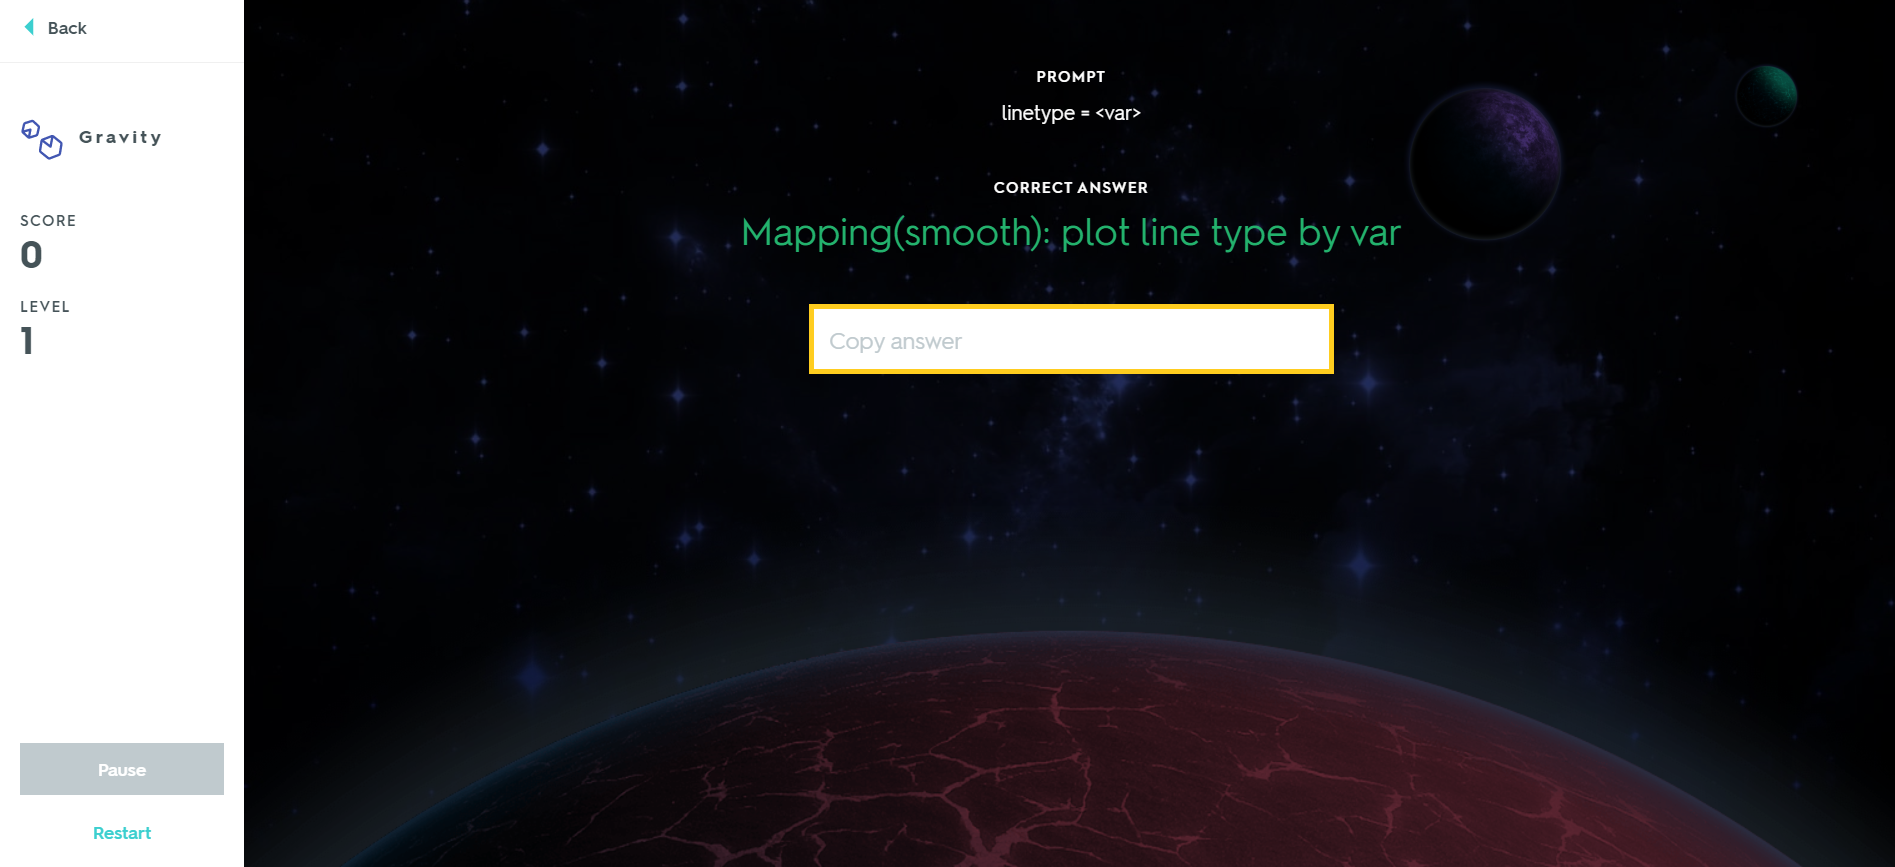 Back
Gravity
SCORE
0
LEVEL
1
Pause
Restart
PROMPT
linetype = <var>
CORRECT ANSWER
Mapping(smooth): plot line type by var
Copy answer